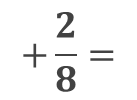 + 2/8 =